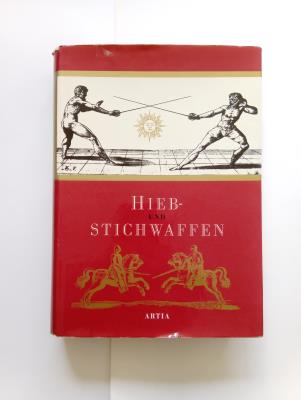 HIEB-
UND
STICHWAFFEN
ARTIA